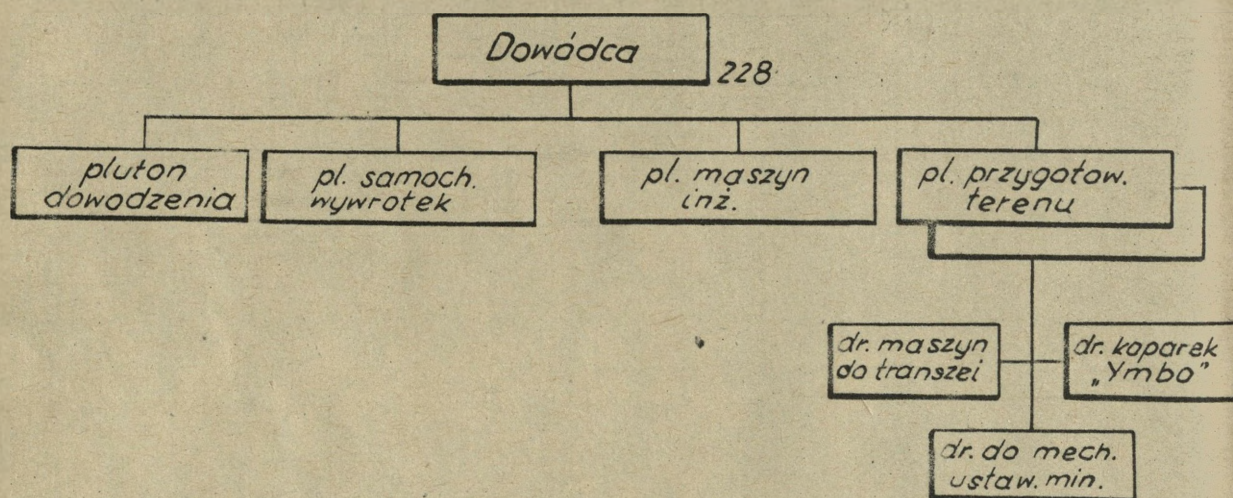 Dowódca
228
pluton
dowodzenia
pl. samoch.
wywrotek
pl. maszyn
inż.
pl. przygotow.
terenu
dr. maszyn
do transzei
dr. koparek
„Ymbo”
dr. do mech.
ustaw. min.